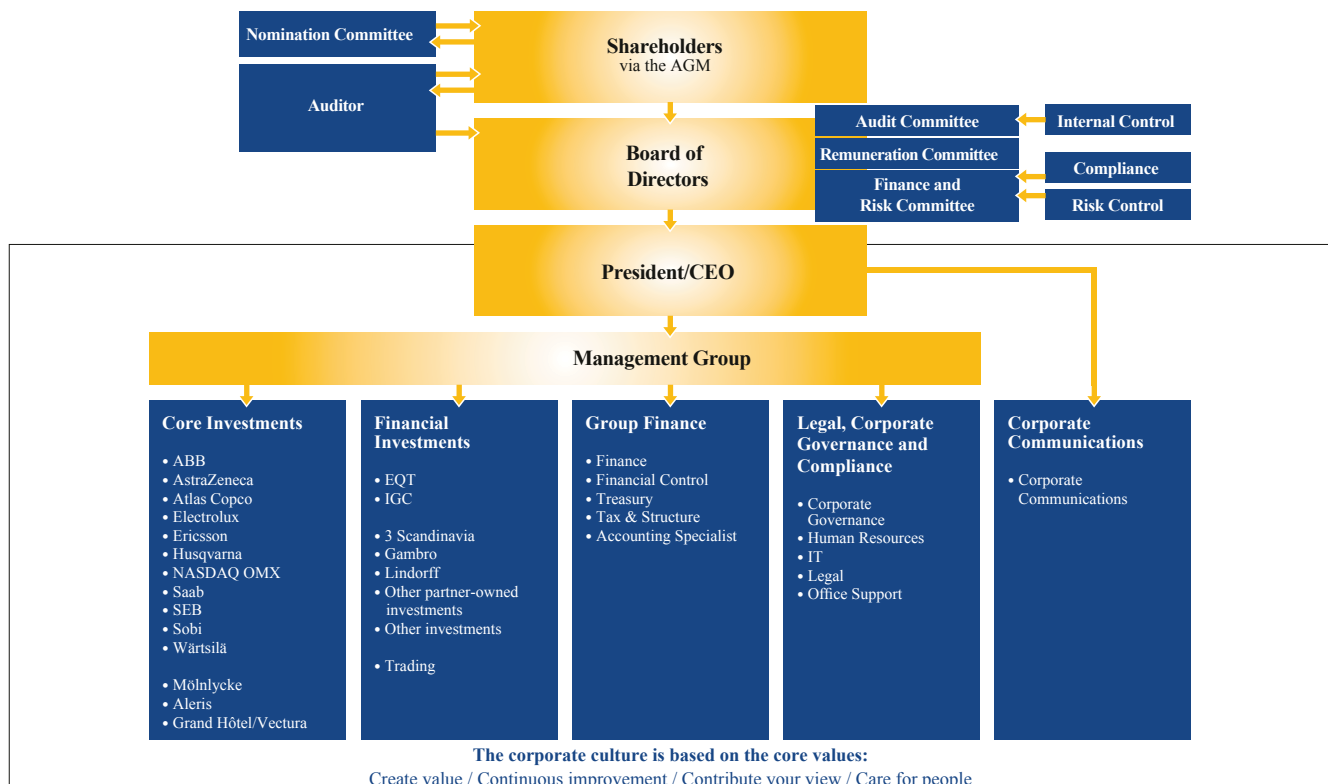 Nomination Committee
Shareholders
via the AGM
Auditor
Audit Committee
Internal Control
Board of
Directors
Remuneration Committee
Compliance
Finance and
Risk Committee
Risk Control
President/CEO
Management Group
Core Investments
• ABB
• AstraZeneca
• Atlas Copco
• Electrolux
• Ericsson
• Husqvarna
• NASDAQ OMX
• Saab
• SEB
• Sobi
• Wärtsilä
• Mölnlycke
• Aleris
• Grand Hôtel/Vectura
Financial
Investments
• EQT
• IGC
• 3 Scandinavia
• Gambro
• Lindorff
• Other partner-owned
investments
• Other investments
• Trading
Group Finance
• Finance
• Financial Control
• Treasury
• Tax & Structure
• Accounting Specialist
Legal, Corporate
Governance and
Compliance
• Corporate
Governance
• Human Resources
• IT
• Legal
• Office Support
Corporate
Communications
• Corporate
Communications
The corporate culture is based on the core values:
Create value / Continuous improvement / Contribute your view / Care for people